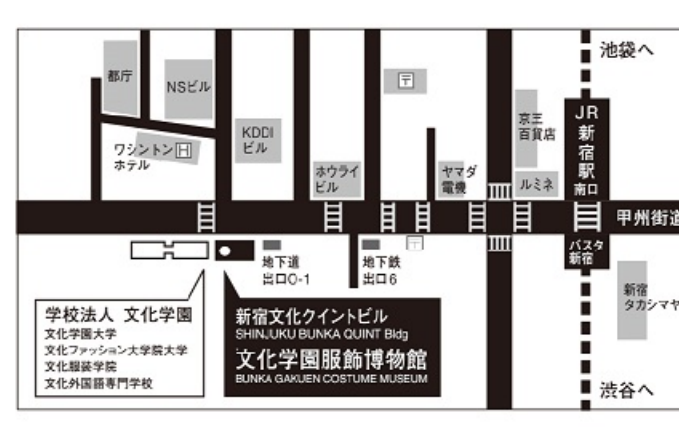 池袋へ
都庁
NSビル
〒
JR
新宿駅
南口
京王
百貨店
KDDI
ビル
ワシントン H
ホテル
ホウライ
ビル
ヤマダ
電機
ルミネ
甲州街道
バスタ
新宿
〒
地下道
出口O-1
地下鉄
出口6
新宿
タカシマヤ
学校法人 文化学園
文化学園大学
文化ファッション大学院大学
文化服装学院
文化外国語専門学校
新宿文化クイントビル
SHINJUKU BUNKA QUINT Bldg
文化学園服飾博物館
BUNKA GAKUEN COSTUME MUSEUM
渋谷へ